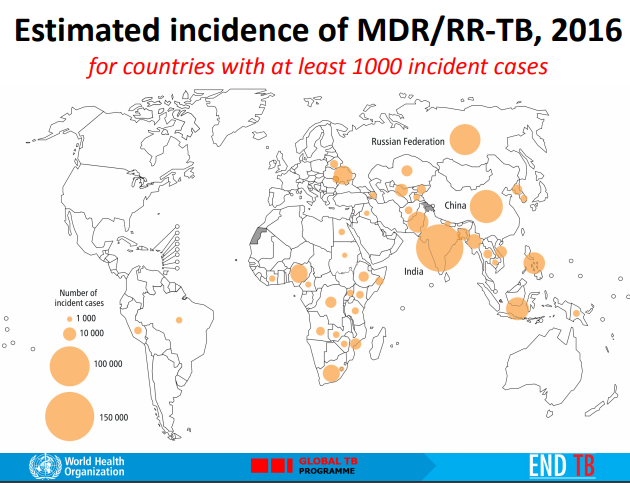 Estimated incidence of MDR/RR-TB, 2016
for countries with at least 1000 incident cases
Russian Federation
China
India
Number of
incident cases
1 000
10 000
100 000
150 000
World Health
Organization
GLOBAL TB
PROGRAMME
END TB